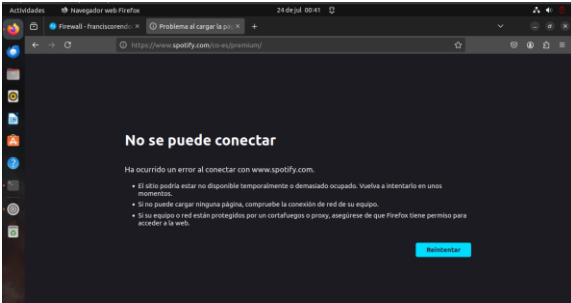 Actividades
Navegador web Firefox
24 de jul 00:41
Firewall - franciscorendo
Problema al cargar la pág
https://www.spotify.com/co-es/premium/
No se puede conectar
Ha ocurrido un error al conectar con www.spotify.com.
• El sitio podría estar no disponible temporalmente o demasiado ocupado. Vuelva a intentarlo en unos
momentos.
• Si no puede cargar ninguna página, compruebe la conexión de red de su equipo.
• Si su equipo o red están protegidos por un cortafuegos o proxy, asegúrese de que Firefox tiene permiso para
acceder a la web.
Reintentar